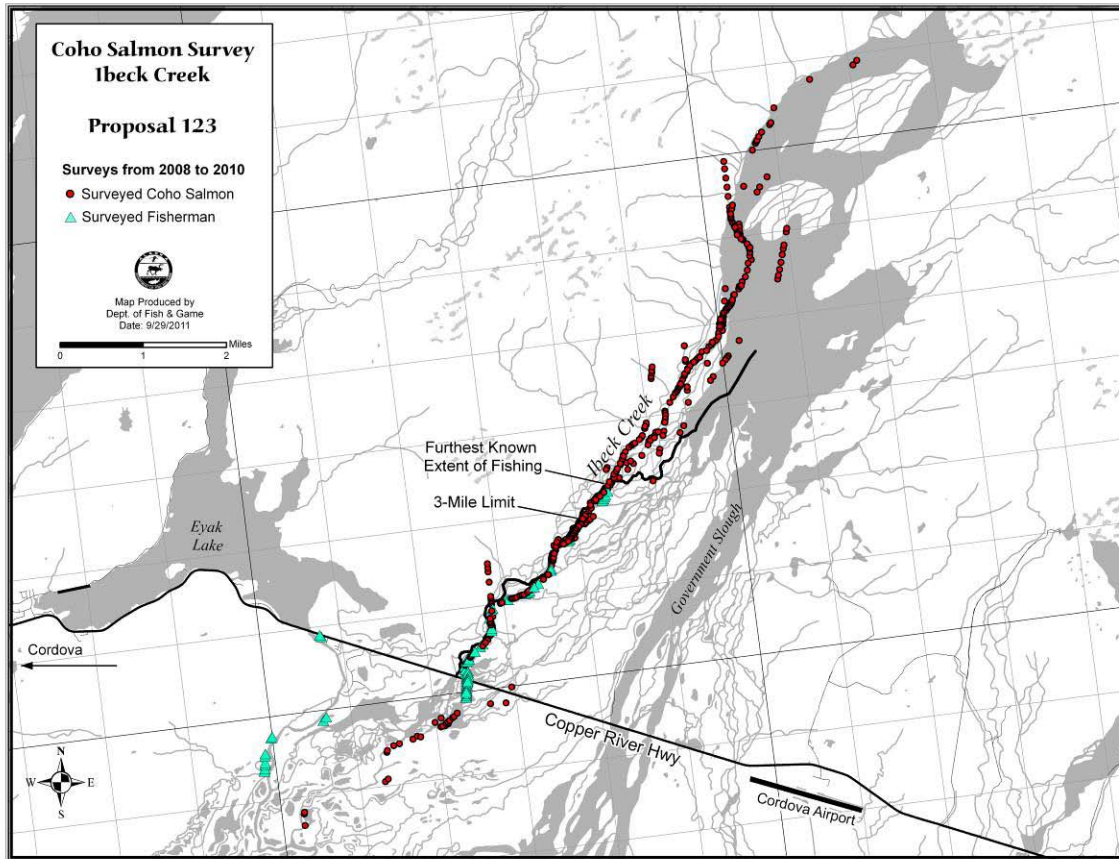 Coho Salmon Survey
Ibeck Creek
Proposal 123
Surveys from 2008 to 2010
Surveyed Coho Salmon
Surveyed Fisherman
Map Produced by
Dept. of Fish & Game
Date: 9/29/2011
Miles
0 1 2
Ibeck Creek
Furthest Known
Extent of Fishing
3-Mile Limit
Eyak
Lake
Government Slough
Cordova
Copper River Hwy
Cordova Airport
N
W E
S